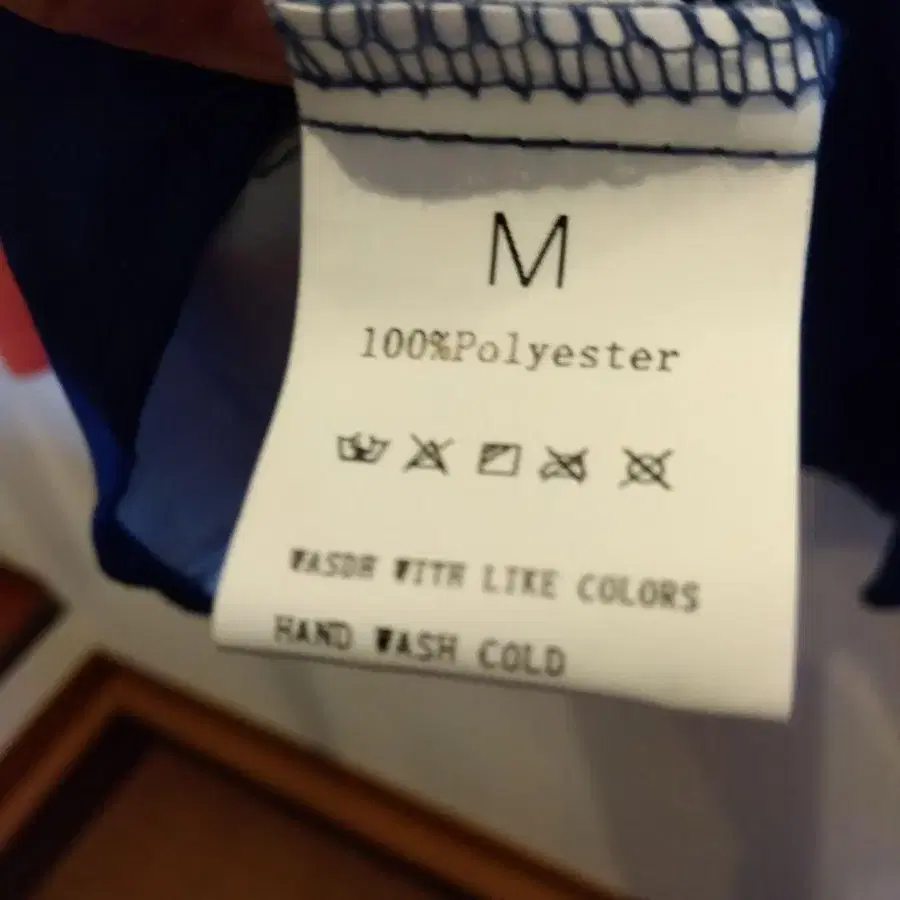 M
100%Polyester
WASDH WITH LIKE COLORS
HAND WASH COLD